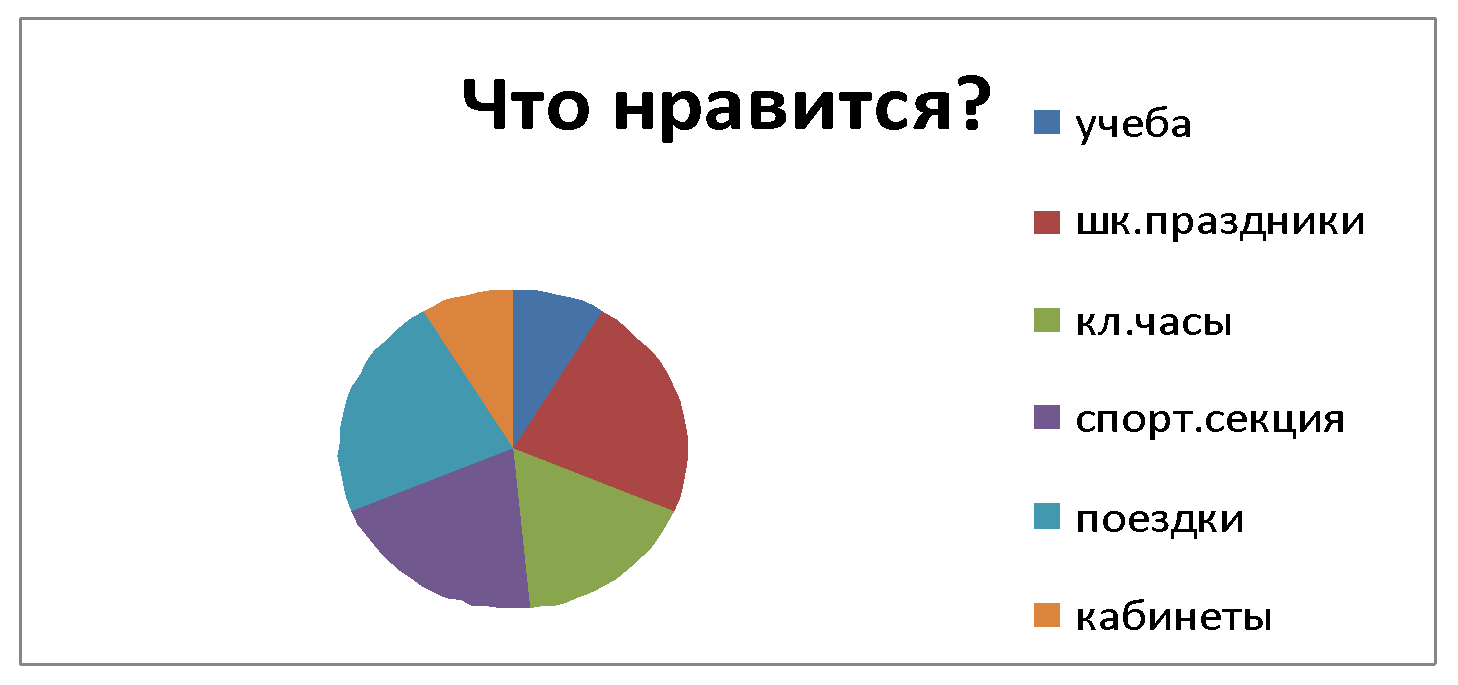 Что нравится?
учеба
шк.праздники
кл.часы
спорт.секция
поездки
кабинеты